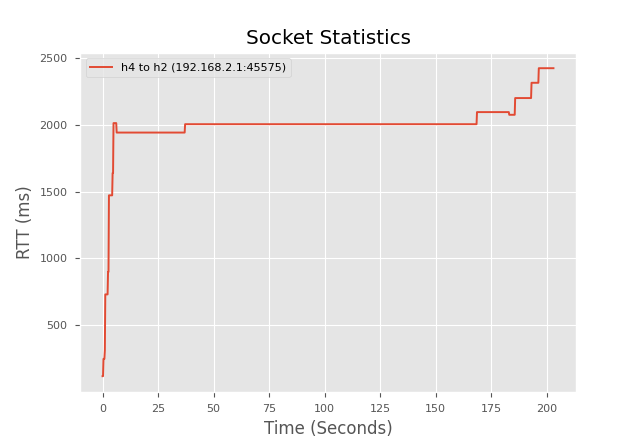 Socket Statistics
h4 to h2 (192.168.2.1:45575)
2500
2000
1500
1000
500
RTT (ms)
0 25 50 75 100 125 150 175 200
Time (Seconds)